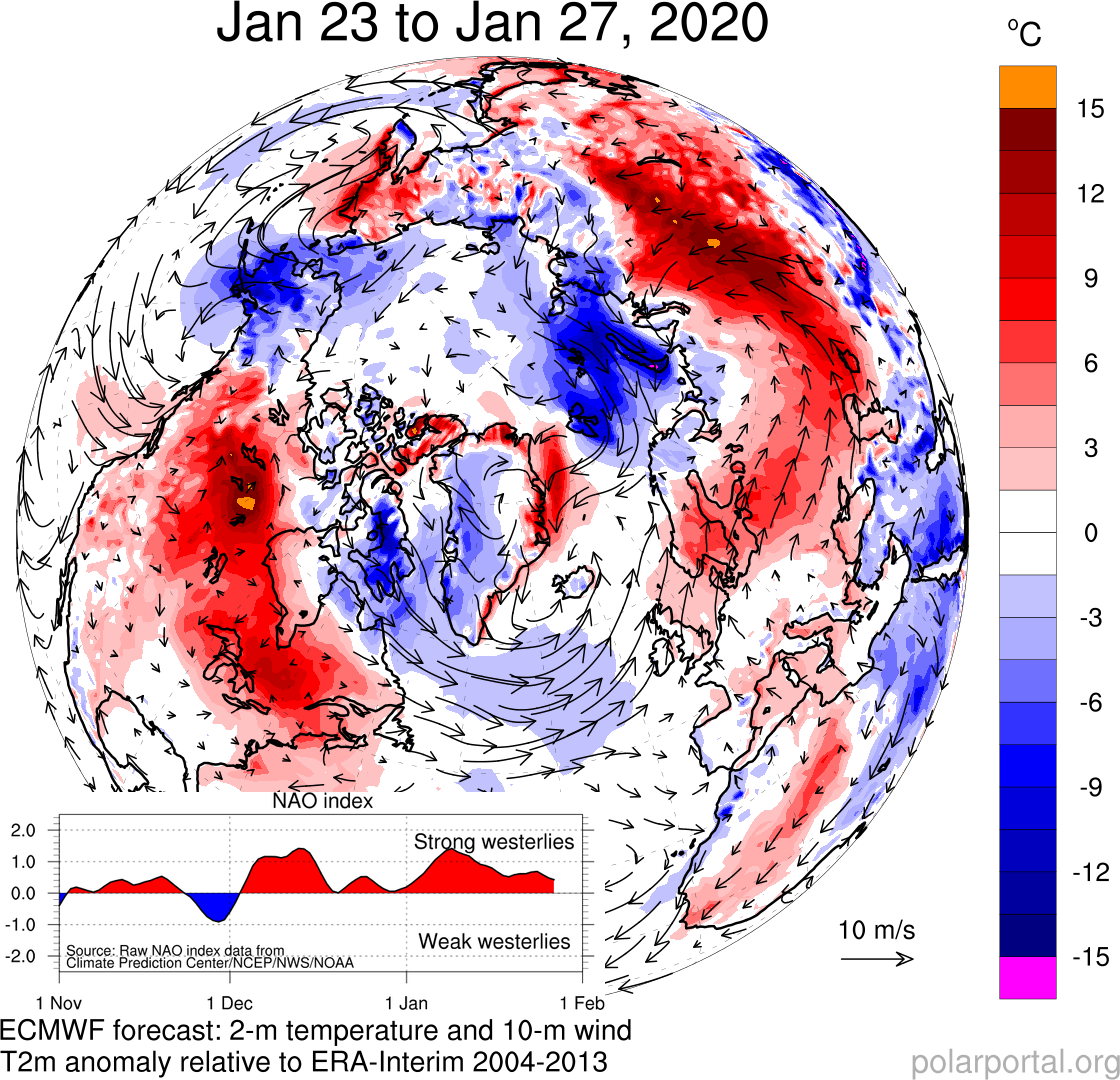 Jan 23 to Jan 27, 2020
oC
15
12
9
6
3
0
-3
-6
-9
-12
-15
10 m/s
NAO index
2.0
1.0
0.0
-1.0
-2.0
Strong westerlies
Weak westerlies
Source: Raw NAO index data from
Climate Prediction Center/NCEP/NWS/NOAA
1 Nov
1 Dec
1 Jan
1 Feb
ECMWF forecast: 2-m temperature and 10-m wind
T2m anomaly relative to ERA-Interim 2004-2013
polarportal.org